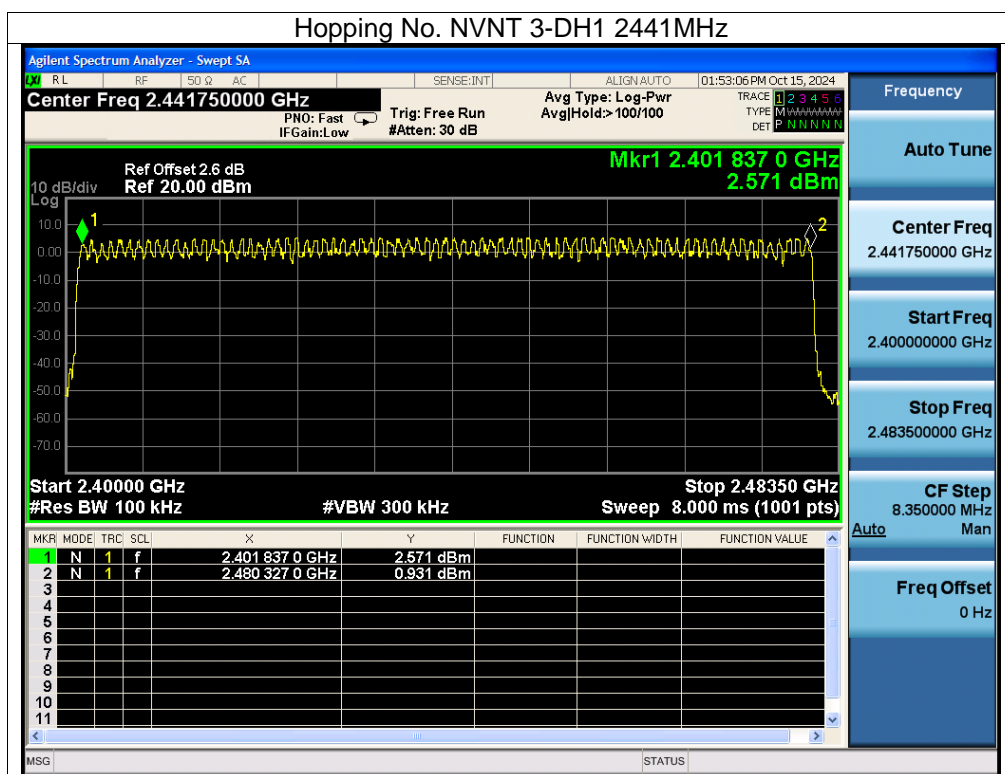 Hopping No. NVNT 3-DH1 2441MHz
Agilent Spectrum Analyzer - Swept SA
LXI RL RF 50 Ω AC SENSE:INT ALIGN AUTO 01:53:06 PM Oct 15, 2024
Center Freq 2.441750000 GHz
PNO: Fast
IFGain:Low
Trig: Free Run
#Atten: 30 dB
Avg Type: Log-Pwr
Avg|Hold:>100/100
TRACE 1 2 3 4 5 6
TYPE M
DET P N N N N N
Frequency
Auto Tune
Center Freq
2.441750000 GHz
Start Freq
2.400000000 GHz
Stop Freq
2.483500000 GHz
CF Step
8.350000 MHz
Auto Man
Freq Offset
0 Hz
Mkr1 2.401 837 0 GHz
2.571 dBm
Ref Offset 2.6 dB
10 dB/div Ref 20.00 dBm
Log
1
2
10.0
0.00
-10.0
-20.0
-30.0
-40.0
-50.0
-60.0
-70.0
Start 2.40000 GHz Stop 2.48350 GHz
#Res BW 100 kHz #VBW 300 kHz Sweep 8.000 ms (1001 pts)
MKR MODE TRC SCL X Y FUNCTION FUNCTION WIDTH FUNCTION VALUE
1 N 1 f 2.401 837 0 GHz 2.571 dBm
2 N 1 f 2.480 327 0 GHz 0.931 dBm
3
4
5
6
7
8
9
10
11
MSG STATUS